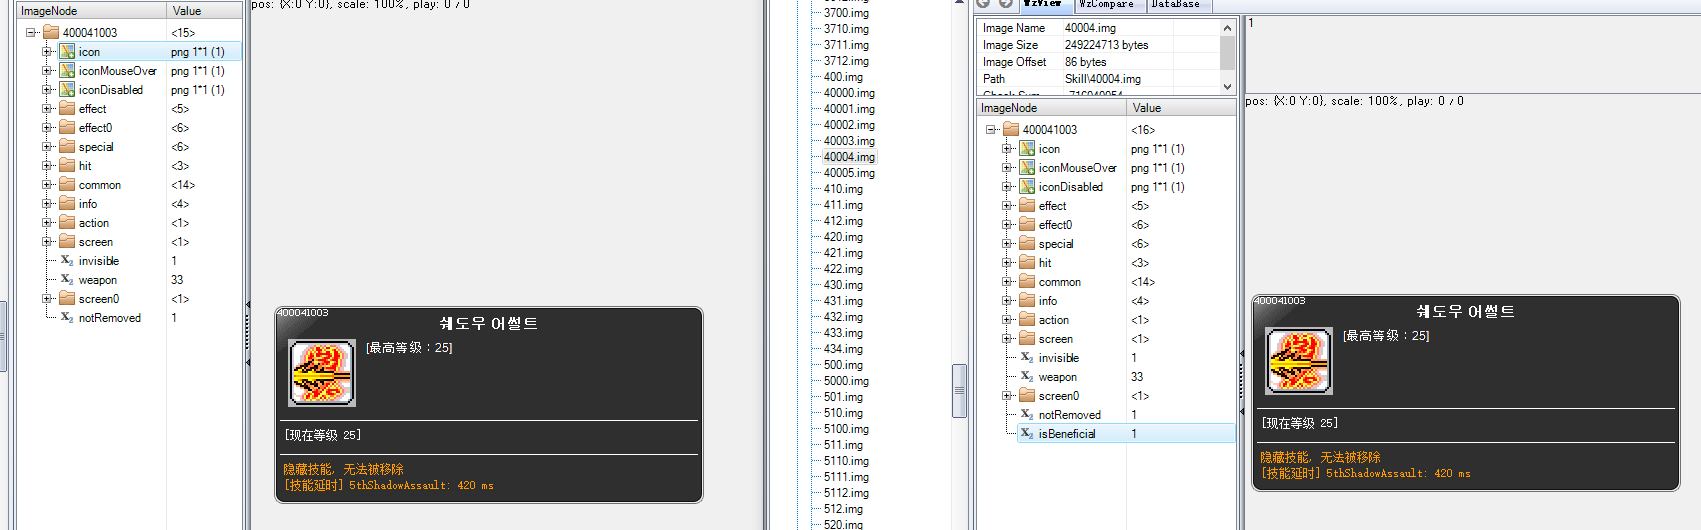 ImageNode Value
400041003 <15>
icon png 1*1 (1)
iconMouseOver png 1*1 (1)
iconDisabled png 1*1 (1)
effect <5>
effect0 <6>
special <6>
hit <3>
common <14>
info <4>
action <1>
screen <1>
invisible 1
weapon 33
screen0 <1>
notRemoved 1
pos: {X:0 Y:0}, scale: 100%, play: 0 / 0
400041003
쉐도우 어썰트
[最高等级：25]
[现在等级 25]
隐藏技能, 无法被移除
[技能延时] 5thShadowAssault: 420 ms
3700.img
3710.img
3711.img
3712.img
400.img
40000.img
40001.img
40002.img
40003.img
40004.img
40005.img
410.img
411.img
412.img
420.img
421.img
422.img
430.img
431.img
432.img
433.img
434.img
500.img
5000.img
501.img
510.img
5100.img
511.img
5110.img
5111.img
5112.img
512.img
520.img
WzView WzCompare DataBase
Image Name 40004.img
Image Size 249224713 bytes
Image Offset 86 bytes
Path Skill\40004.img
ImageNode Value
400041003 <16>
icon png 1*1 (1)
iconMouseOver png 1*1 (1)
iconDisabled png 1*1 (1)
effect <5>
effect0 <6>
special <6>
hit <3>
common <14>
info <4>
action <1>
screen <1>
invisible 1
weapon 33
screen0 <1>
notRemoved 1
isBeneficial 1
1
pos: {X:0 Y:0}, scale: 100%, play: 0 / 0
400041003
쉐도우 어썰트
[最高等级：25]
[现在等级 25]
隐藏技能, 无法被移除
[技能延时] 5thShadowAssault: 420 ms